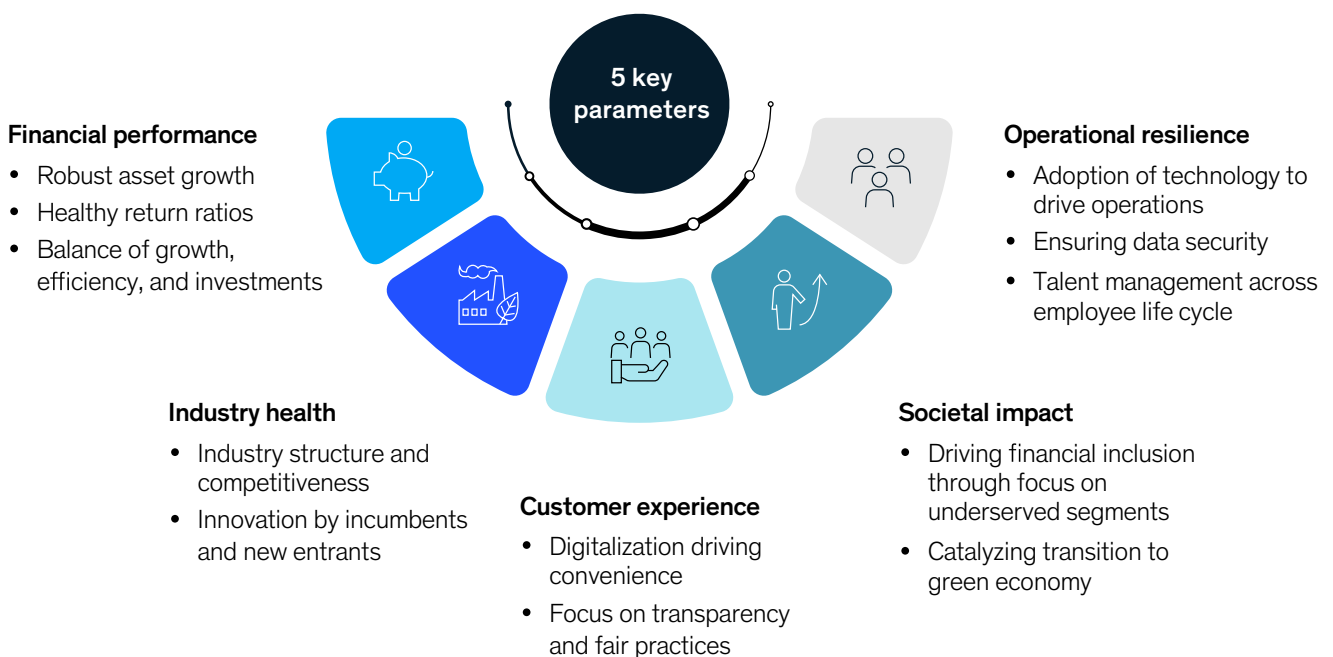 5 key
parameters
Financial performance
• Robust asset growth
• Healthy return ratios
• Balance of growth,
efficiency, and investments
Industry health
• Industry structure and
competitiveness
• Innovation by incumbents
and new entrants
Customer experience
• Digitalization driving
convenience
• Focus on transparency
and fair practices
Societal impact
• Driving financial inclusion
through focus on
underserved segments
• Catalyzing transition to
green economy
Operational resilience
• Adoption of technology to
drive operations
• Ensuring data security
• Talent management across
employee life cycle